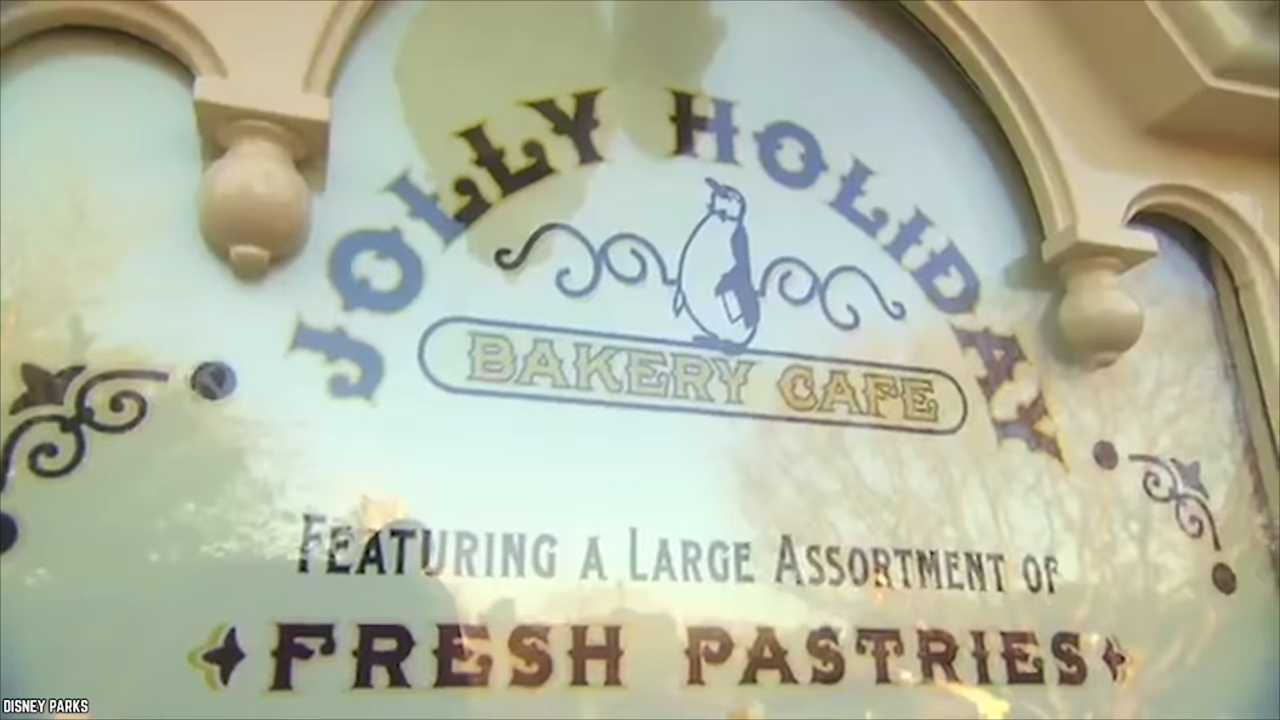 JOLLY HOLIDAY
BAKERY CAFE
FEATURING A LARGE ASSORTMENT OF
FRESH PASTRIES
DISNEY PARKS